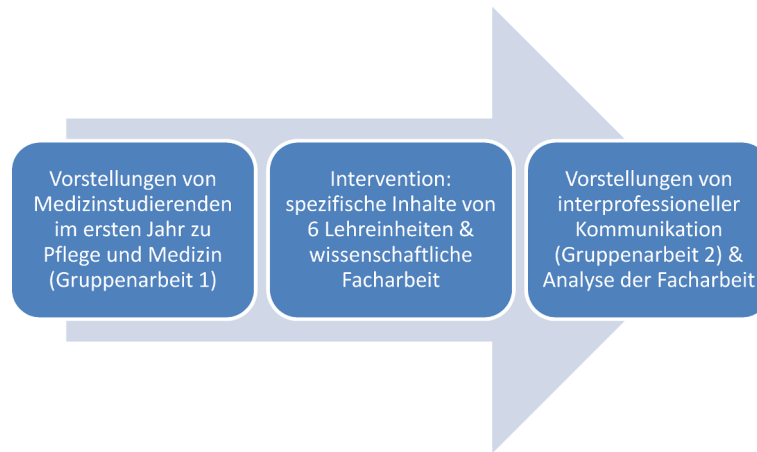 Vorstellungen von
Medizinstudierenden
im ersten Jahr zu
Pflege und Medizin
(Gruppenarbeit 1)
Intervention:
spezifische Inhalte von
6 Lehreinheiten &
wissenschaftliche
Facharbeit
Vorstellungen von
interprofessioneller
Kommunikation
(Gruppenarbeit 2) &
Analyse der Facharbeit